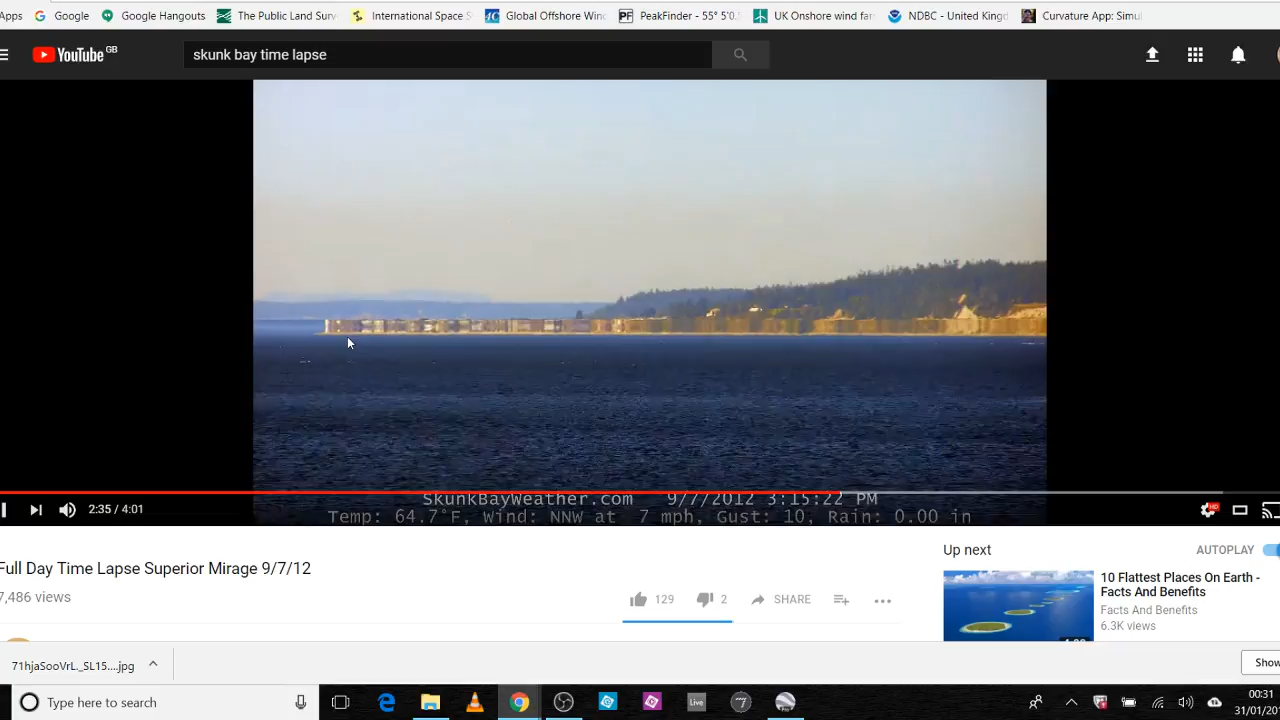 Apps
Google
Google Hangouts
The Public Land Surv
International Space S
Global Offshore Wind
PeakFinder - 55° 5'0.
UK Onshore wind far
NDBC - United Kingd
Curvature App: Simul
YouTube GB
skunk bay time lapse
SkunkBayWeather.com 9/7/2012 3:15:22 PM
Temp: 64.7°F, Wind: NNW at 7 mph, Gust: 10, Rain: 0.00 in
2:35 / 4:01
HD
Full Day Time Lapse Superior Mirage 9/7/12
7,486 views
129
2
SHARE
Up next
AUTOPLAY
10 Flattest Places On Earth -
Facts And Benefits
Facts And Benefits
6.3K views
71hjaSooVrL._SL15....jpg
Show
Type here to search
Live
00:31
31/01/201